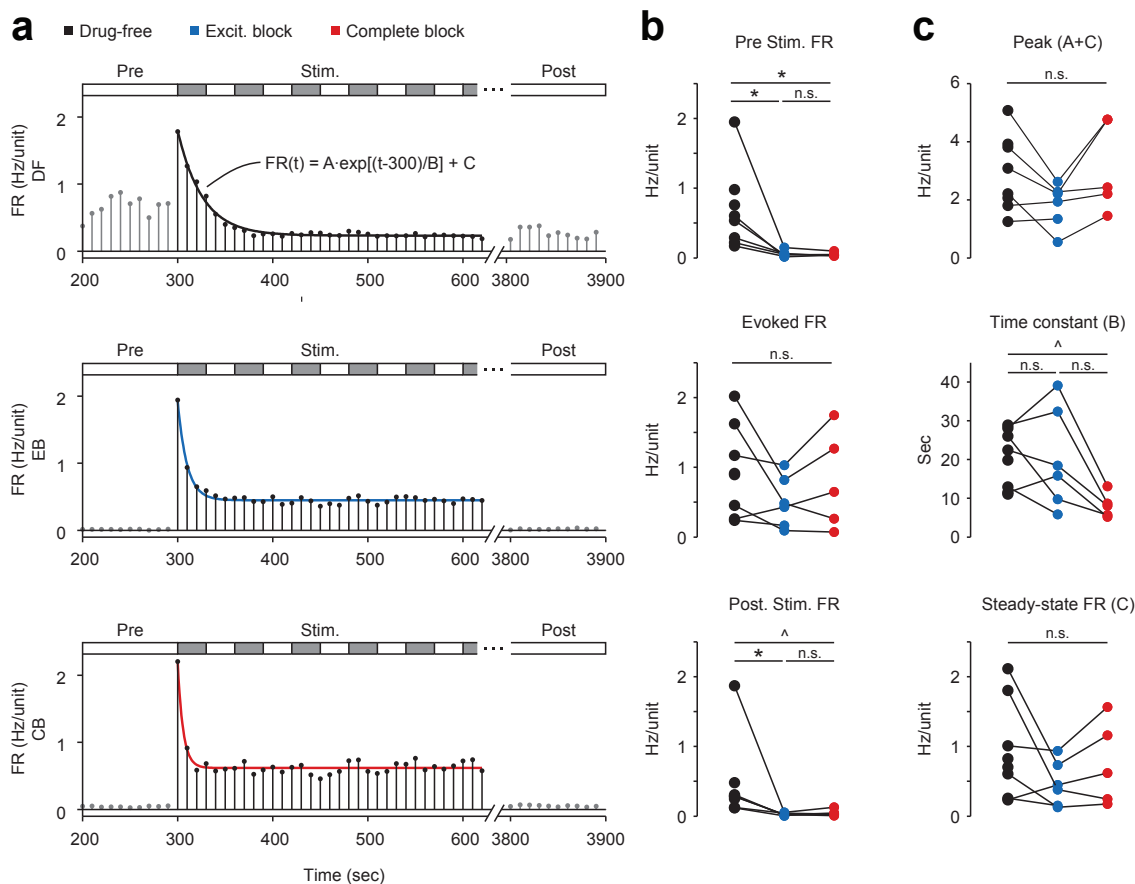 a
Drug-free
Excit. block
Complete block
Pre
Stim.
Post
FR (Hz/unit)
DF
2
1
0
FR(t) = A·exp[(t-300)/B] + C
200
300
400
500
600
3800
3900
Pre
Stim.
Post
FR (Hz/unit)
EB
2
1
0
200
300
400
500
600
3800
3900
Pre
Stim.
Post
FR (Hz/unit)
CB
2
1
0
200
300
400
500
600
3800
3900
Time (sec)
b
Pre Stim. FR
*
* n.s.
Hz/unit
2
1
0
Evoked FR
n.s.
Hz/unit
2
1
0
Post. Stim. FR
^
* n.s.
Hz/unit
2
1
0
c
Peak (A+C)
n.s.
Hz/unit
6
4
2
0
Time constant (B)
^
n.s. n.s.
Sec
40
30
20
10
0
Steady-state FR (C)
n.s.
Hz/unit
2
1
0